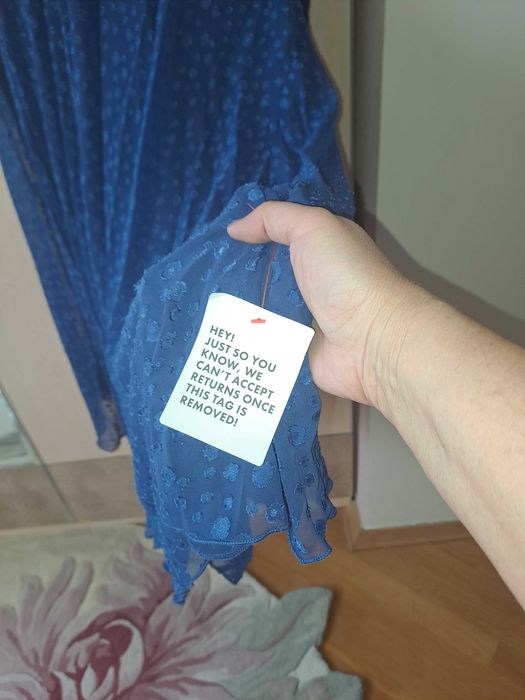 HEY!
JUST SO YOU
KNOW, WE
CAN'T ACCEPT
RETURNS ONCE
THIS TAG IS
REMOVED!